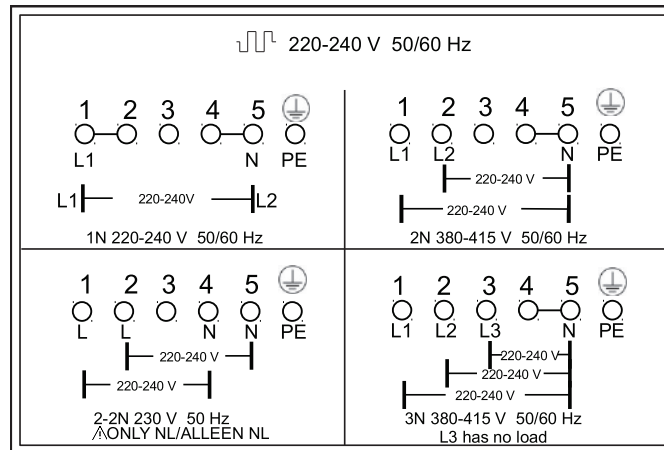 220-240 V 50/60 Hz
1 2 3 4 5
L1 N PE
L1 220-240V L2
1N 220-240 V 50/60 Hz
1 2 3 4 5
L1 L2 N PE
220-240 V
220-240 V
2N 380-415 V 50/60 Hz
1 2 3 4 5
L L N N PE
220-240 V
220-240 V
2-2N 230 V 50 Hz
⚠ONLY NL/ALLEEN NL
1 2 3 4 5
L1 L2 L3 N PE
220-240 V
220-240 V
220-240 V
3N 380-415 V 50/60 Hz
L3 has no load